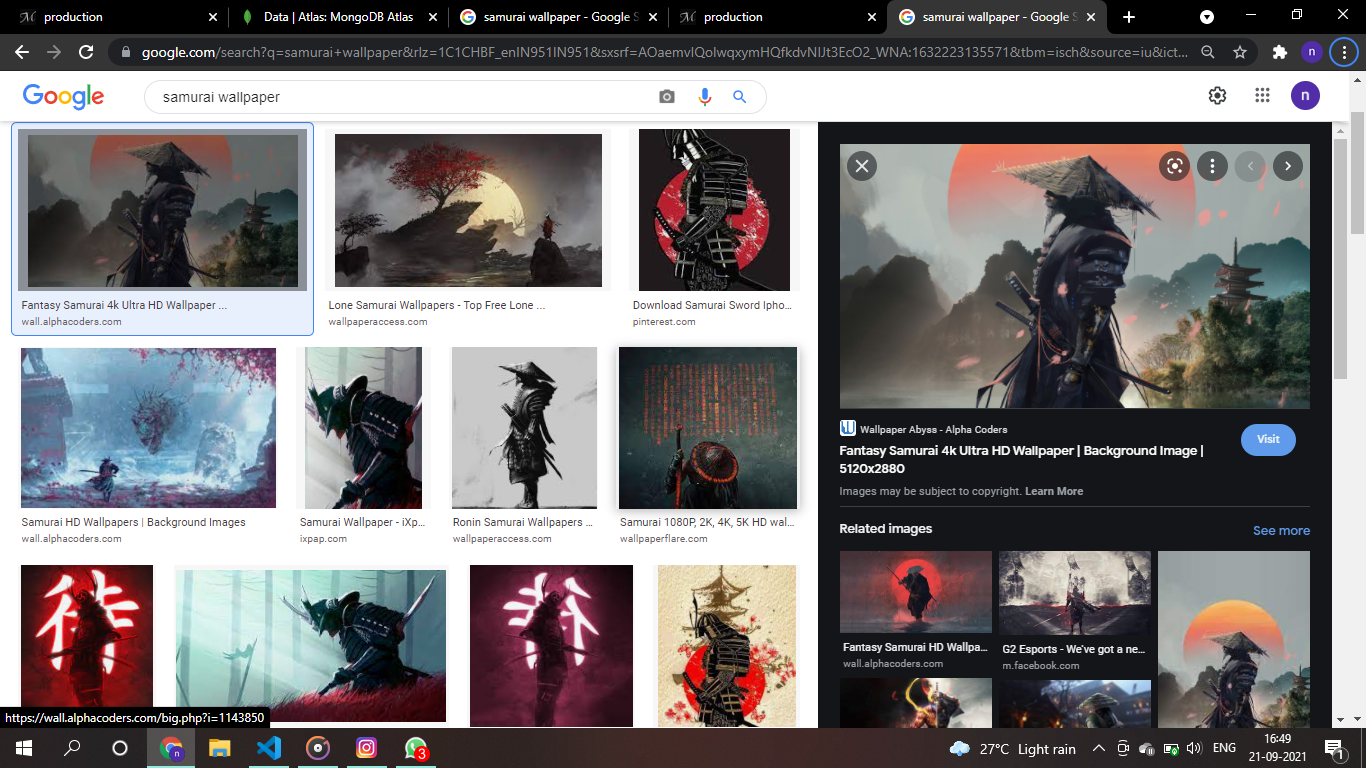 production
Data | Atlas: MongoDB Atlas
samurai wallpaper - Google S
production
samurai wallpaper - Google S
google.com/search?q=samurai+wallpaper&rlz=1C1CHBF_enIN951IN951&sxsrf=AOaemvIQolwqxymHQfkdvNlJt3EcO2_WNA:1632223135571&tbm=isch&source=iu&ict...
n
Google
samurai wallpaper
n
Fantasy Samurai 4k Ultra HD Wallpaper ...
wall.alphacoders.com
Lone Samurai Wallpapers - Top Free Lone ...
wallpaperaccess.com
Download Samurai Sword Ipho...
pinterest.com
Wallpaper Abyss - Alpha Coders
Visit
Fantasy Samurai 4k Ultra HD Wallpaper | Background Image |
5120x2880
Images may be subject to copyright. Learn More
Samurai HD Wallpapers | Background Images
wall.alphacoders.com
Samurai Wallpaper - iXp...
ixpap.com
Ronin Samurai Wallpapers ...
wallpaperaccess.com
Samurai 1080P, 2K, 4K, 5K HD wal...
wallpaperflare.com
Related images
See more
Fantasy Samurai HD Wallpa...
wall.alphacoders.com
G2 Esports - We've got a ne...
m.facebook.com
https://wall.alphacoders.com/big.php?i=1143850
n
3
27°C Light rain
ENG
16:49
21-09-2021
1